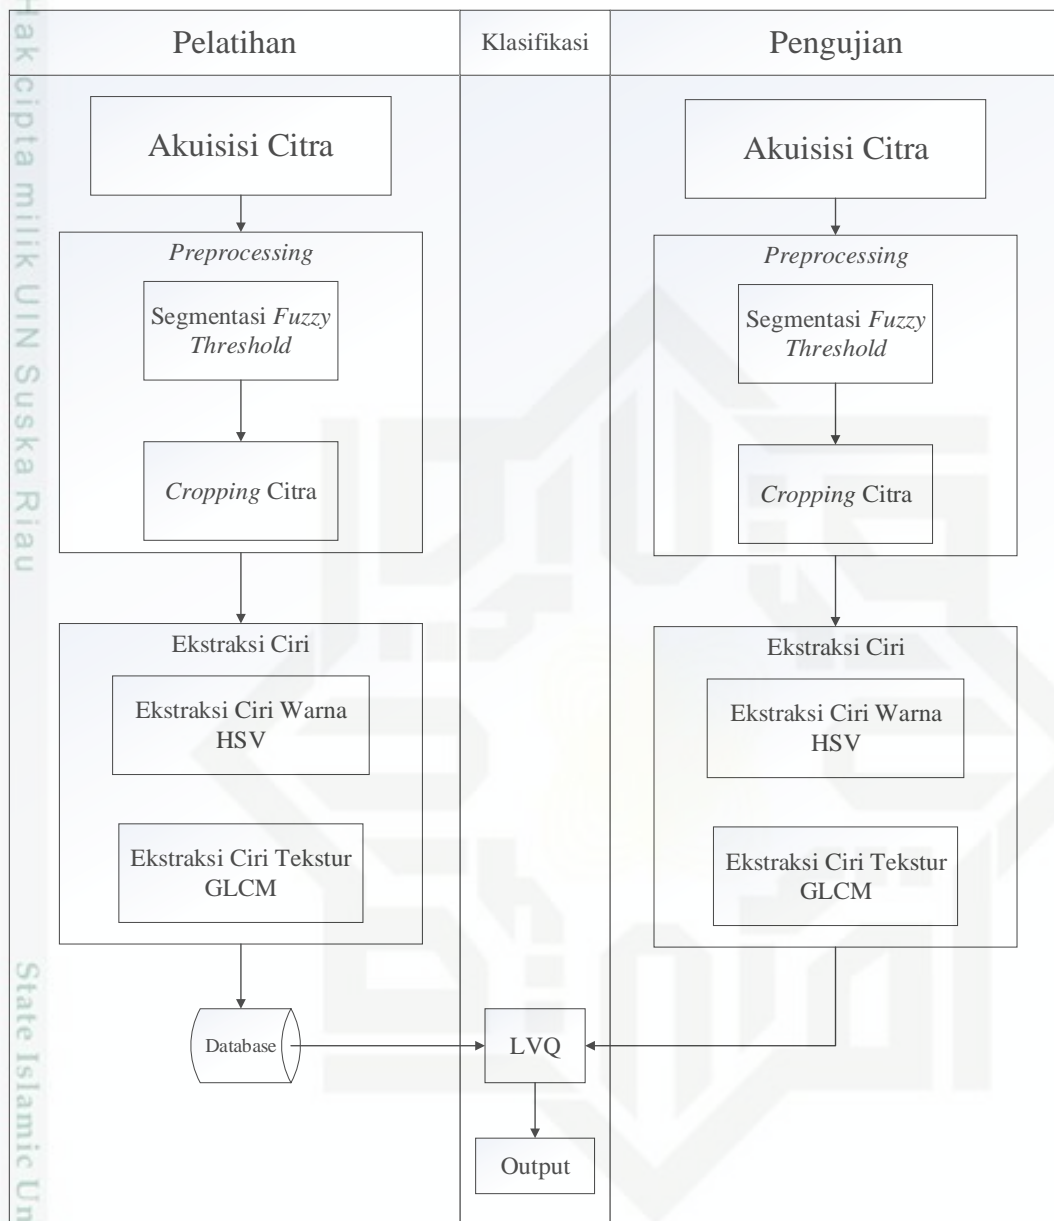 Pelatihan
Klasifikasi
Pengujian
Akuisisi Citra
Preprocessing
Segmentasi Fuzzy
Threshold
Cropping Citra
Ekstraksi Ciri
Ekstraksi Ciri Warna
HSV
Ekstraksi Ciri Tekstur
GLCM
Database
LVQ
Output
Akuisisi Citra
Preprocessing
Segmentasi Fuzzy
Threshold
Cropping Citra
Ekstraksi Ciri
Ekstraksi Ciri Warna
HSV
Ekstraksi Ciri Tekstur
GLCM
Hak cipta milik UIN Suska Riau
State Islamic Un